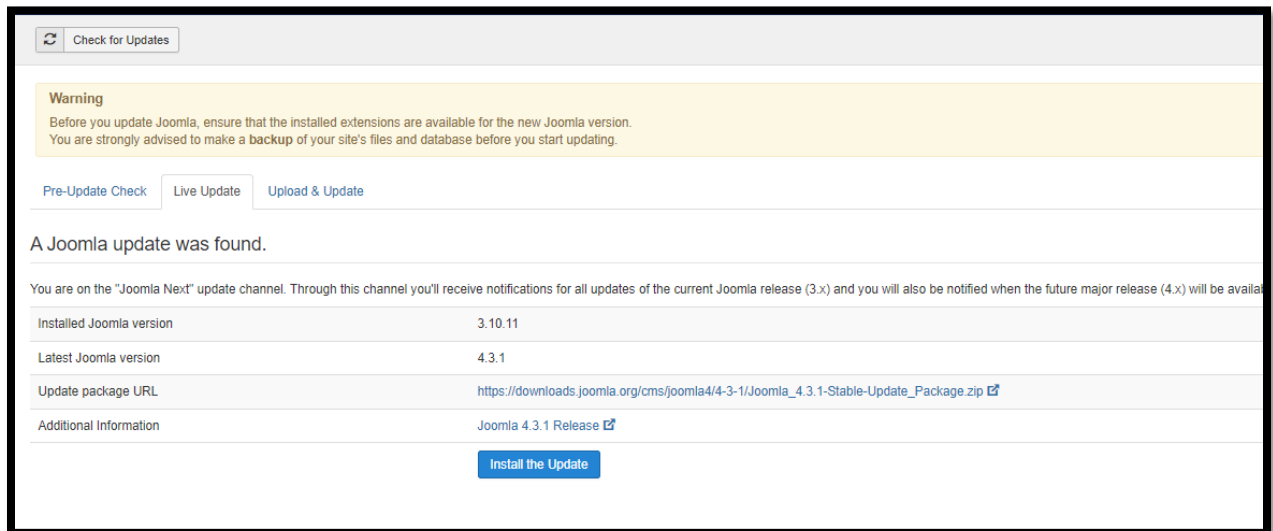 Check for Updates
Warning
Before you update Joomla, ensure that the installed extensions are available for the new Joomla version.
You are strongly advised to make a backup of your site's files and database before you start updating.
Pre-Update Check Live Update Upload & Update
A Joomla update was found.
You are on the "Joomla Next" update channel. Through this channel you'll receive notifications for all updates of the current Joomla release (3.x) and you will also be notified when the future major release (4.x) will be
Installed Joomla version 3.10.11
Latest Joomla version 4.3.1
Update package URL https://downloads.joomla.org/cms/joomla4/4-3-1/Joomla_4.3.1-Stable-Update_Package.zip
Additional Information Joomla 4.3.1 Release
Install the Update